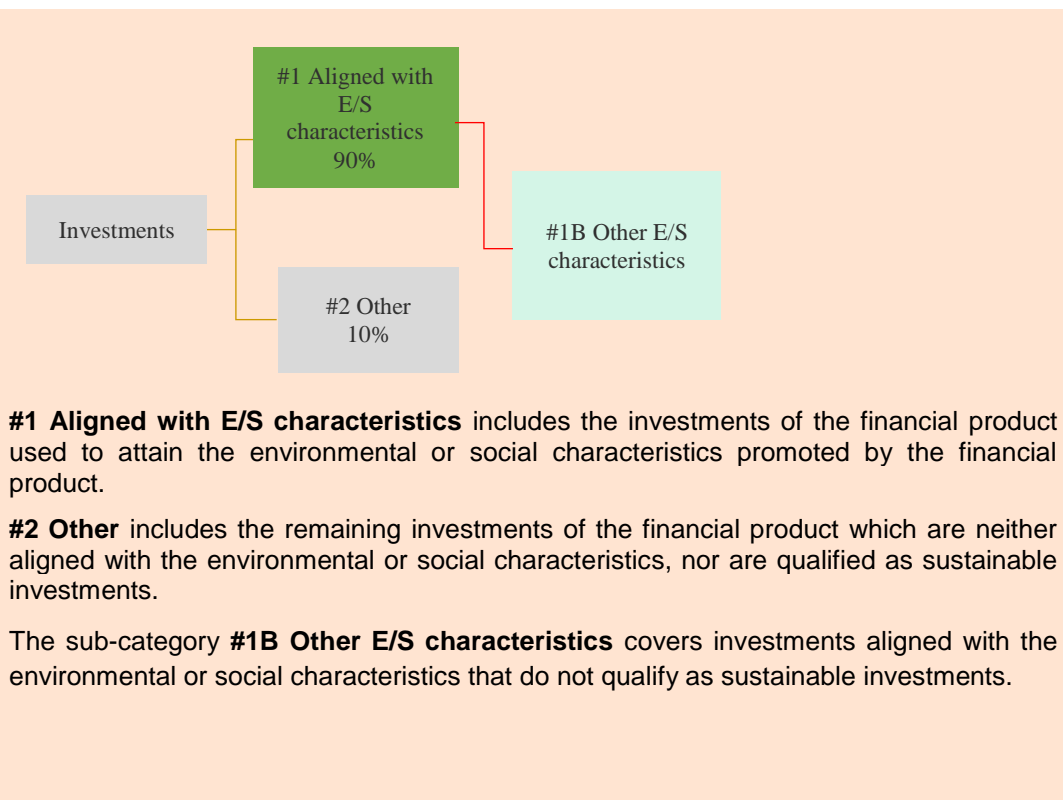 #1 Aligned with
E/S
characteristics
90%
Investments
#1B Other E/S
characteristics
#2 Other
10%
#1 Aligned with E/S characteristics includes the investments of the financial product
used to attain the environmental or social characteristics promoted by the financial
product.
#2 Other includes the remaining investments of the financial product which are neither
aligned with the environmental or social characteristics, nor are qualified as sustainable
investments.
The sub-category #1B Other E/S characteristics covers investments aligned with the
environmental or social characteristics that do not qualify as sustainable investments.